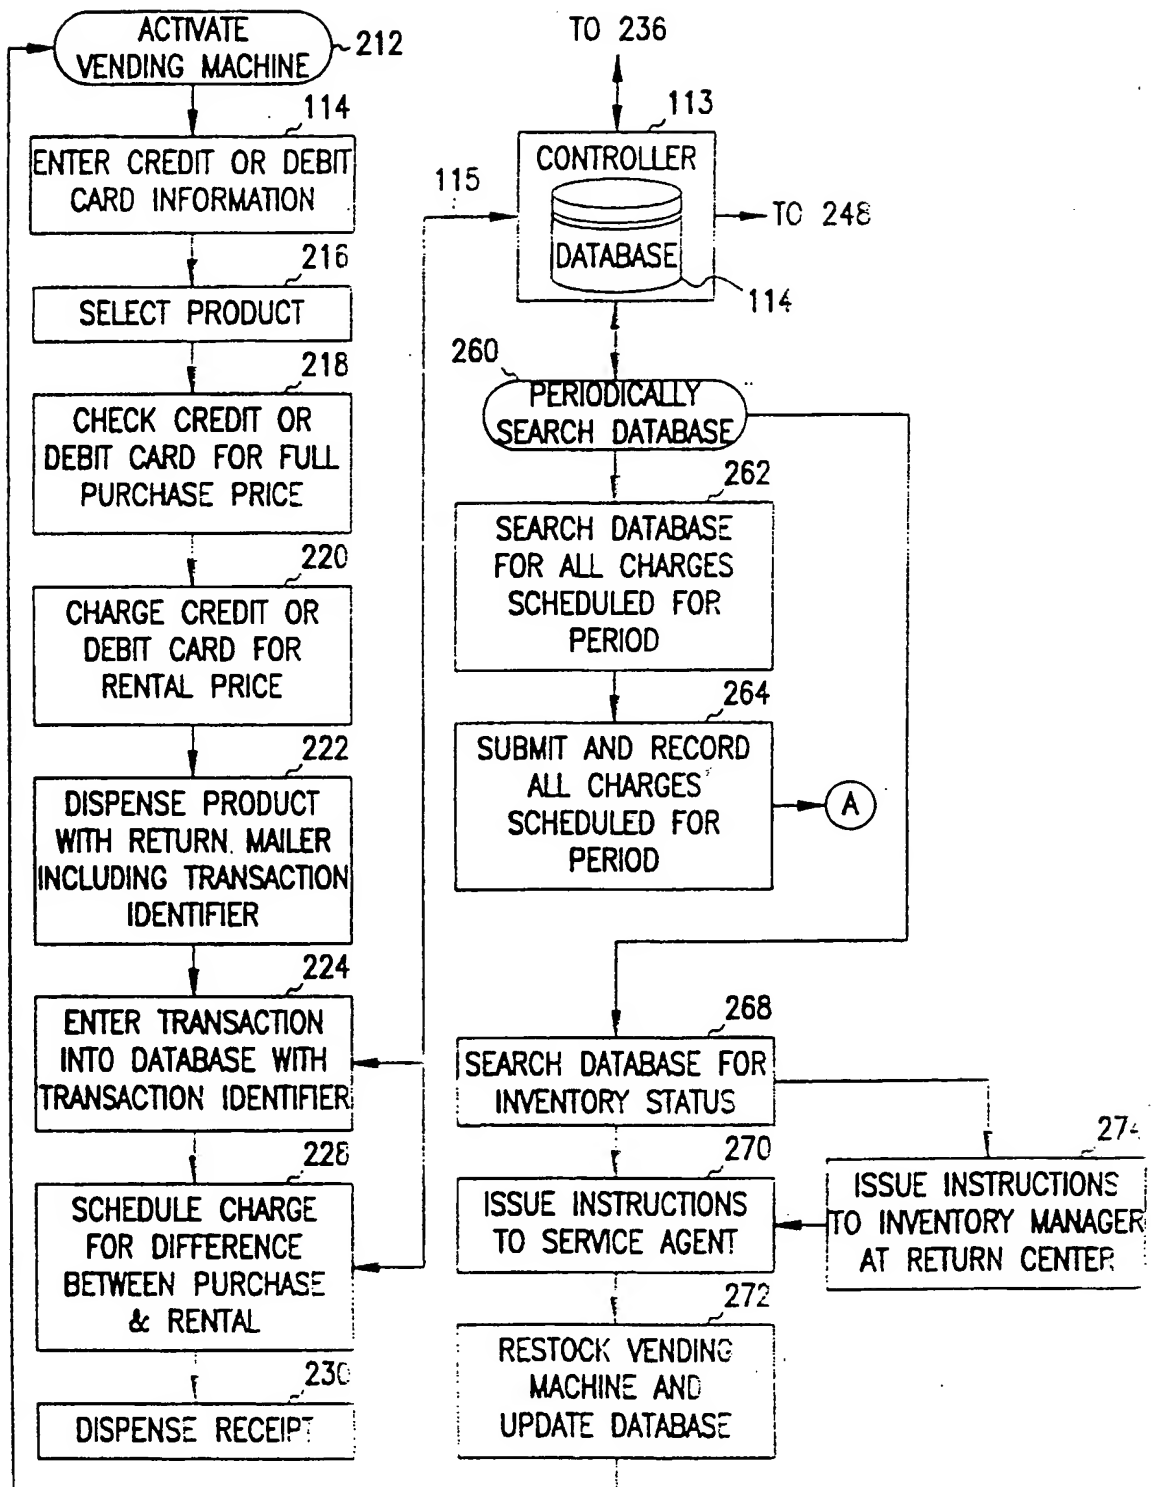 ACTIVATE
VENDING MACHINE
212
114
ENTER CREDIT OR DEBIT
CARD INFORMATION
216
SELECT PRODUCT
218
CHECK CREDIT OR
DEBIT CARD FOR FULL
PURCHASE PRICE
220
CHARGE CREDIT OR
DEBIT CARD FOR
RENTAL PRICE
222
DISPENSE PRODUCT
WITH RETURN MAILER
INCLUDING TRANSACTION
IDENTIFIER
224
ENTER TRANSACTION
INTO DATABASE WITH
TRANSACTION IDENTIFIER
228
SCHEDULE CHARGE
FOR DIFFERENCE
BETWEEN PURCHASE
& RENTAL
230
DISPENSE RECEIPT
TO 236
113
CONTROLLER
115
TO 248
DATABASE
114
260
PERIODICALLY
SEARCH DATABASE
262
SEARCH DATABASE
FOR ALL CHARGES
SCHEDULED FOR
PERIOD
264
SUBMIT AND RECORD
ALL CHARGES
SCHEDULED FOR
PERIOD
A
268
SEARCH DATABASE FOR
INVENTORY STATUS
270
ISSUE INSTRUCTIONS
TO SERVICE AGENT
274
ISSUE INSTRUCTIONS
TO INVENTORY MANAGER
AT RETURN CENTER
272
RESTOCK VENDING
MACHINE AND
UPDATE DATABASE